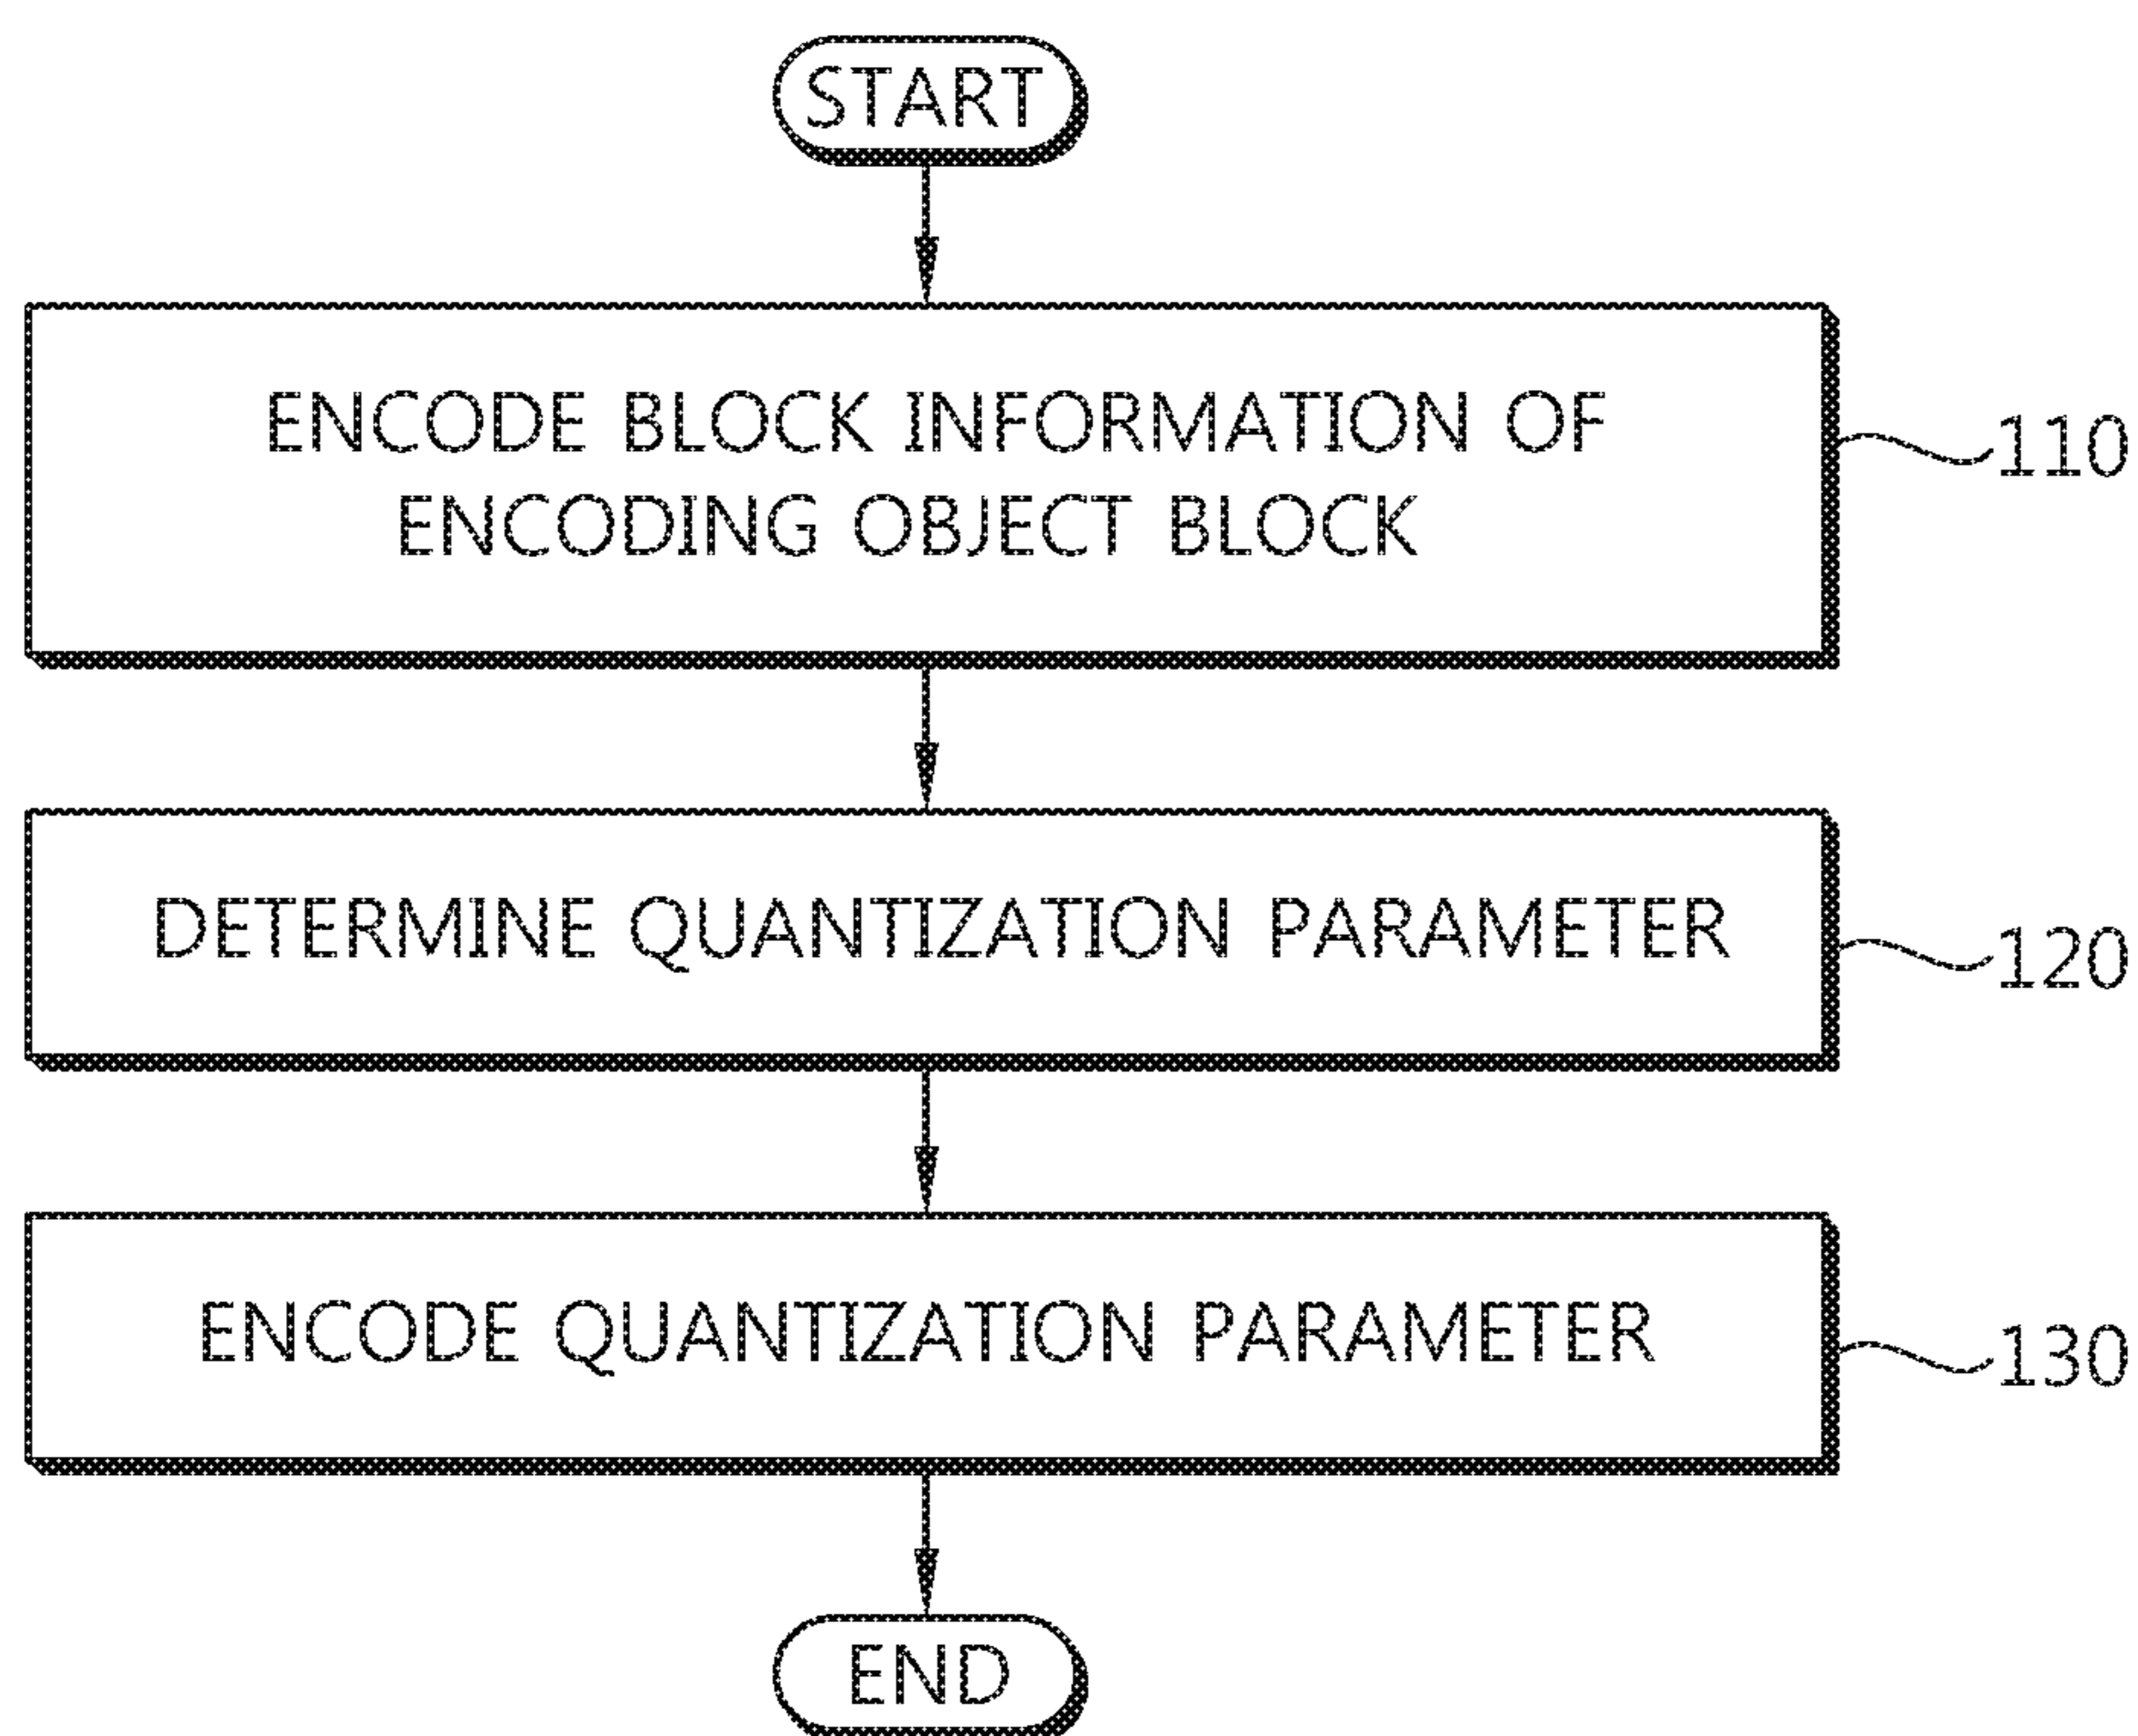 START
ENCODE BLOCK INFORMATION OF
ENCODING OBJECT BLOCK
110
DETERMINE QUANTIZATION PARAMETER
120
ENCODE QUANTIZATION PARAMETER
130
END